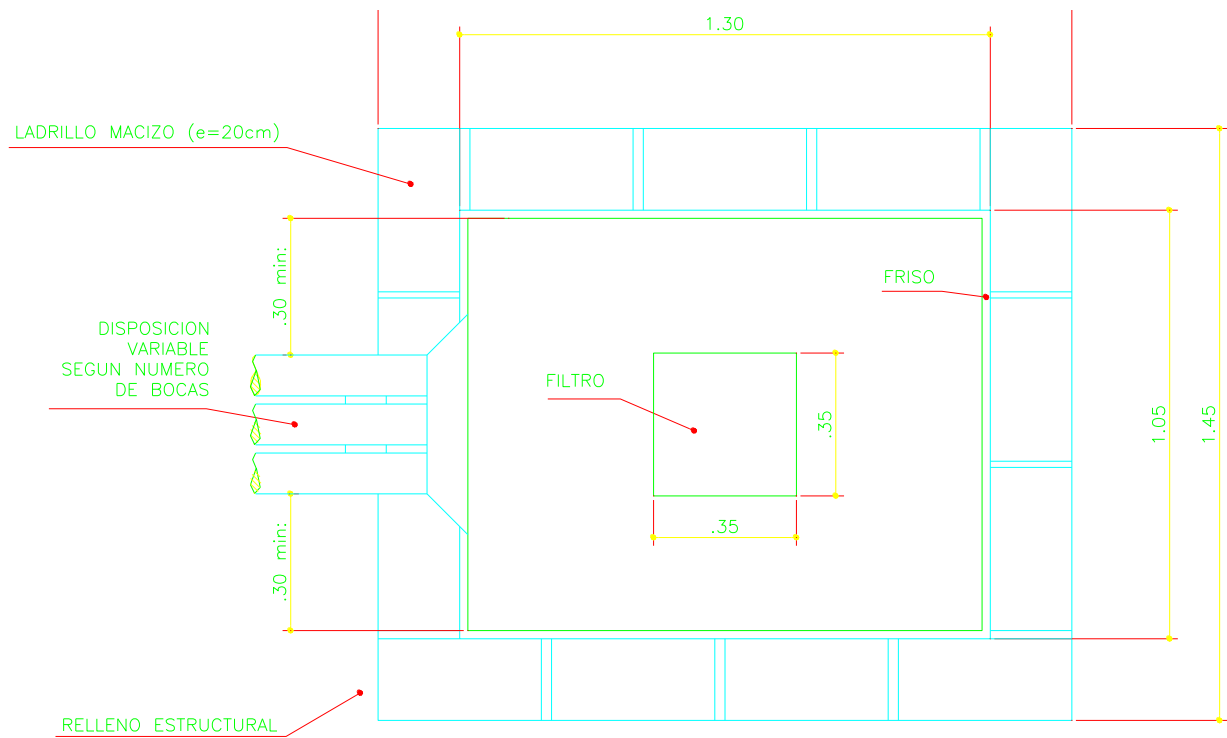 1.30
LADRILLO MACIZO (e=20cm)
.30 min:
FRISO
DISPOSICION
VARIABLE
SEGUN NUMERO
DE BOCAS
FILTRO
.35
1.05
1.45
.35
.30 min:
RELLENO ESTRUCTURAL